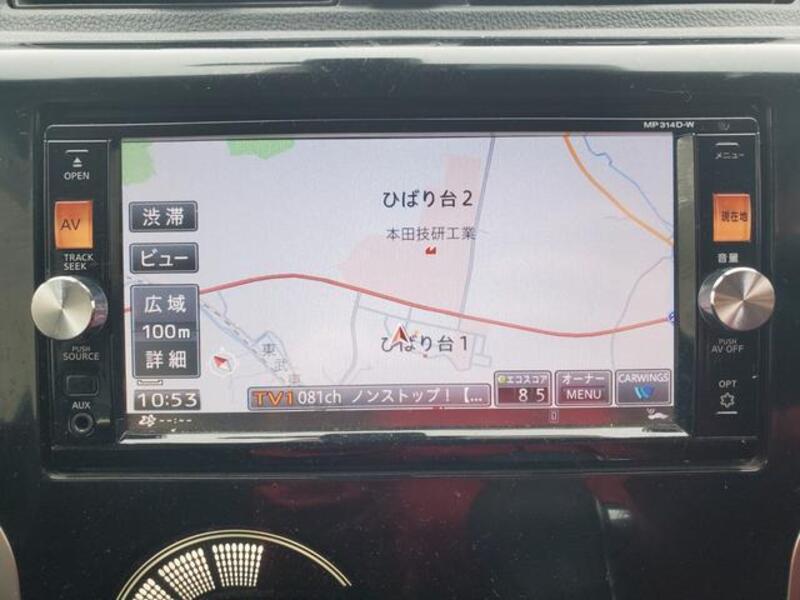 MP314D-W
OPEN
メニュー
AV
現在地
渋滞
ひばり台2
本田技研工業
ビュー
TRACK
SEEK
音量
広域
100m
詳細
ひばり台1
東武東
PUSH
SOURCE
PUSH
AV OFF
10:53
TV1 081ch ノンストップ!【...
エコスコア
85
オーナー
MENU
CARWINGS
OPT
AUX
--:--